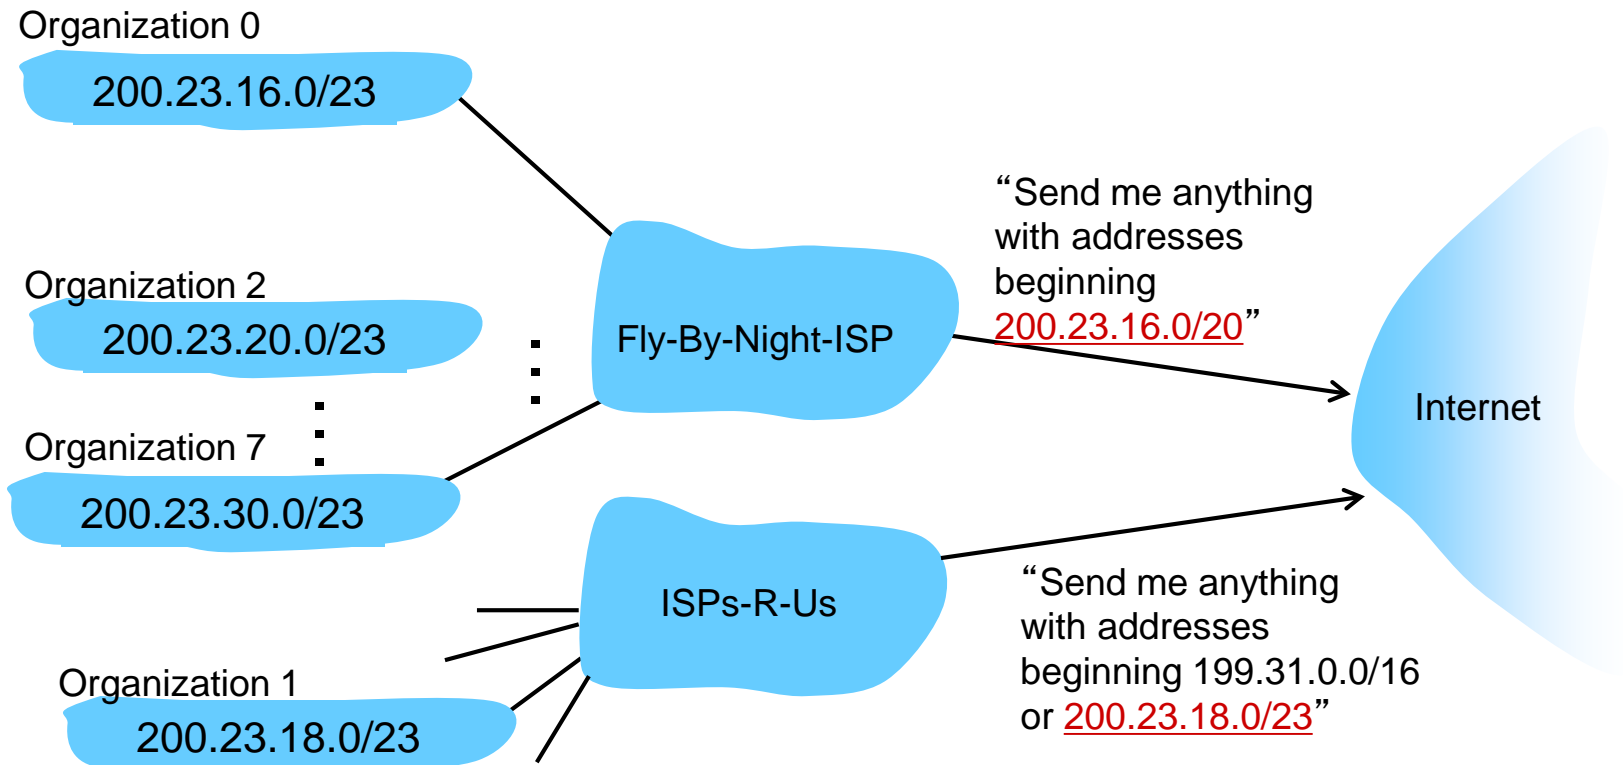 Organization 0
200.23.16.0/23
Organization 2
200.23.20.0/23
Organization 7
200.23.30.0/23
Fly-By-Night-ISP
“Send me anything
with addresses
beginning
200.23.16.0/20”
Internet
ISPs-R-Us
“Send me anything
with addresses
beginning 199.31.0.0/16
or 200.23.18.0/23”
Organization 1
200.23.18.0/23